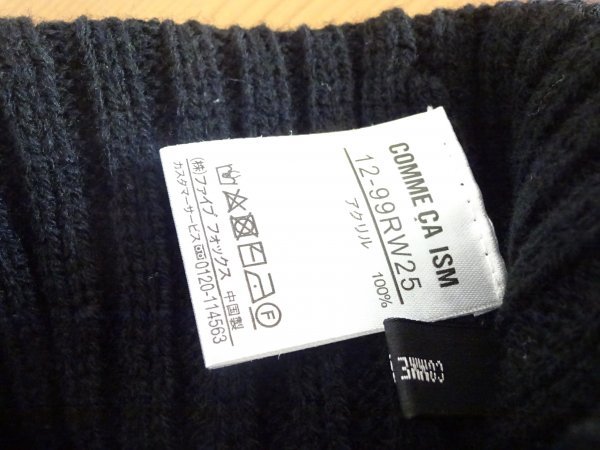 COMME ÇA ISM
12-99RW25
アクリル 100%
F
(株)ファイブ フォックス 中国製
カスタマーサービス 0120-114563